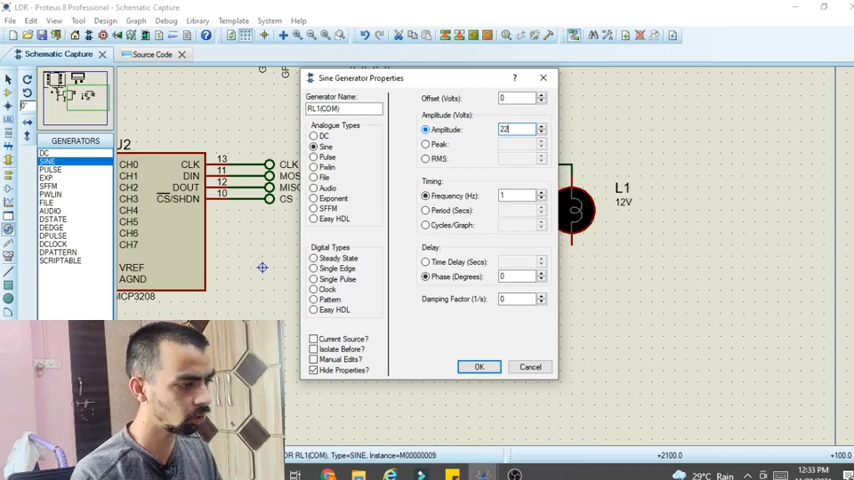 LDR - Proteus 8 Professional - Schematic Capture
File Edit View Tool Design Graph Debug Library Template System Help
Schematic Capture
Source Code
GENERATORS
DC
SINE
PULSE
EXP
SFFM
PWLIN
FILE
AUDIO
DSTATE
DEDGE
DPULSE
DCLOCK
DPATTERN
SCRIPTABLE
U2
CH0 CLK 13 CLK
CH1 DIN 11
CH2 DOUT 12
CH3 CS/SHDN 10 CS
CH4
CH5
CH6
CH7
VREF
AGND
MCP3208
Sine Generator Properties
Generator Name:
RL1(COM)
Analogue Types
DC
Sine
Pulse
Pwlin
File
Audio
Exponent
SFFM
Easy HDL
Digital Types
Steady State
Single Edge
Single Pulse
Clock
Pattern
Easy HDL
Current Source?
Isolate Before?
Manual Edits?
Hide Properties?
Offset (Volts): 0
Amplitude (Volts):
Amplitude: 22
Peak:
RMS:
Timing:
Frequency (Hz): 1
Period (Secs):
Cycles/Graph:
Delay:
Time Delay (Secs):
Phase (Degrees): 0
Damping Factor (1/s): 0
OK Cancel
L1
12V
RL1(COM), Type=SINE, Instance=M00000009
+2100.0 +100.0
29°C Rain
12:33 PM